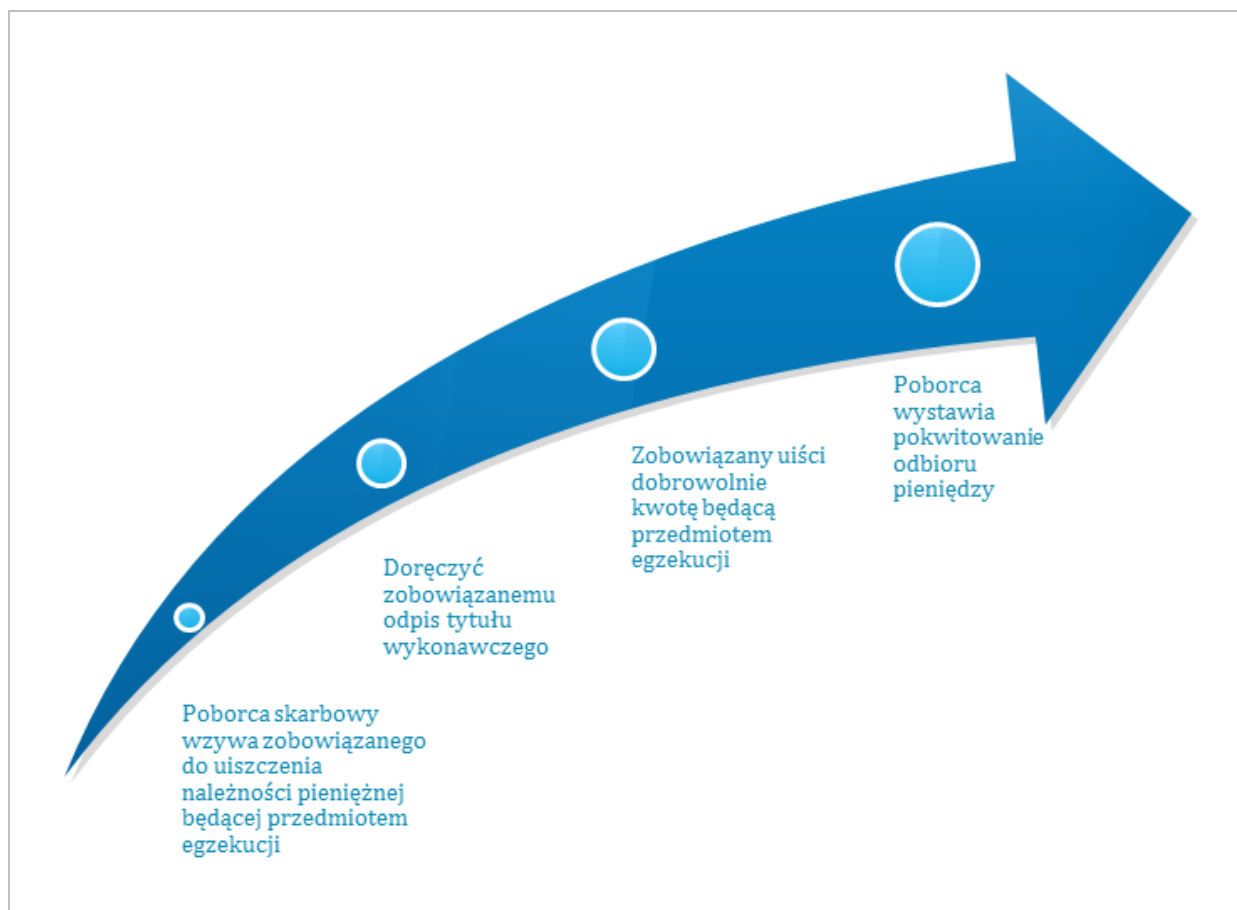 Poborca skarbowy
wzywa zobowiązanego
do uiszczenia
należności pieniężnej
będącej przedmiotem
egzekucji
Doręczyć
zobowiązanemu
odpis tytułu
wykonawczego
Zobowiązany uiści
dobrowolnie
kwotę będącą
przedmiotem
egzekucji
Poborca
wystawia
pokwitowanie
odbioru
pieniędzy